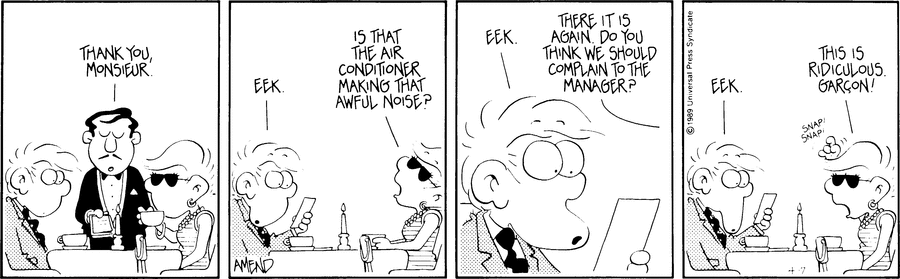 THANK YOU,
MONSIEUR.
EEK.
IS THAT
THE AIR
CONDITIONER
MAKING THAT
AWFUL NOISE?
AMEND
EEK.
THERE IT IS
AGAIN. DO YOU
THINK WE SHOULD
COMPLAIN TO THE
MANAGER?
© 1989 Universal Press Syndicate
EEK.
THIS IS
RIDICULOUS.
GARÇON!
SNAP!
SNAP!
4-7